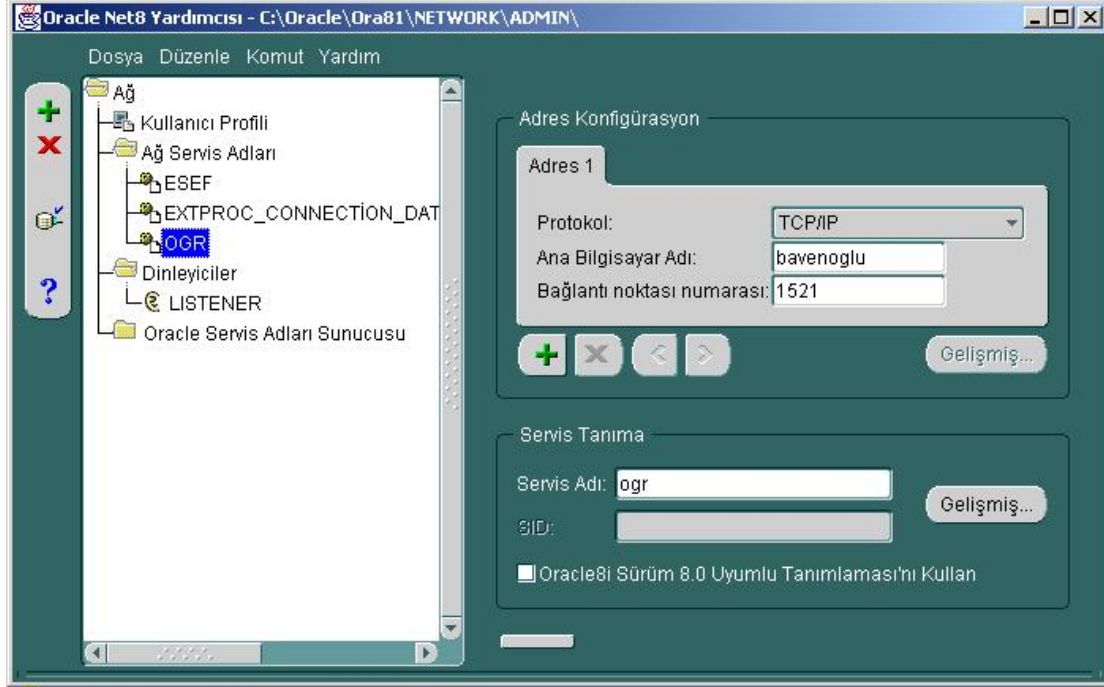 Oracle Net8 Yardımcısı - C:\Oracle\Ora81\NETWORK\ADMIN\
Dosya Düzenle Komut Yardım
Ağ
Kullanıcı Profili
Ağ Servis Adları
ESEF
EXTPROC_CONNECTİON_DAT
OGR
Dinleyiciler
LISTENER
Oracle Servis Adları Sunucusu
Adres Konfigürasyon
Adres 1
Protokol: TCP/IP
Ana Bilgisayar Adı: bavenoglu
Bağlantı noktası numarası: 1521
Gelişmiş...
Servis Tanıma
Servis Adı: ogr
Gelişmiş...
SID:
Oracle8i Sürüm 8.0 Uyumlu Tanımlaması'nı Kullan